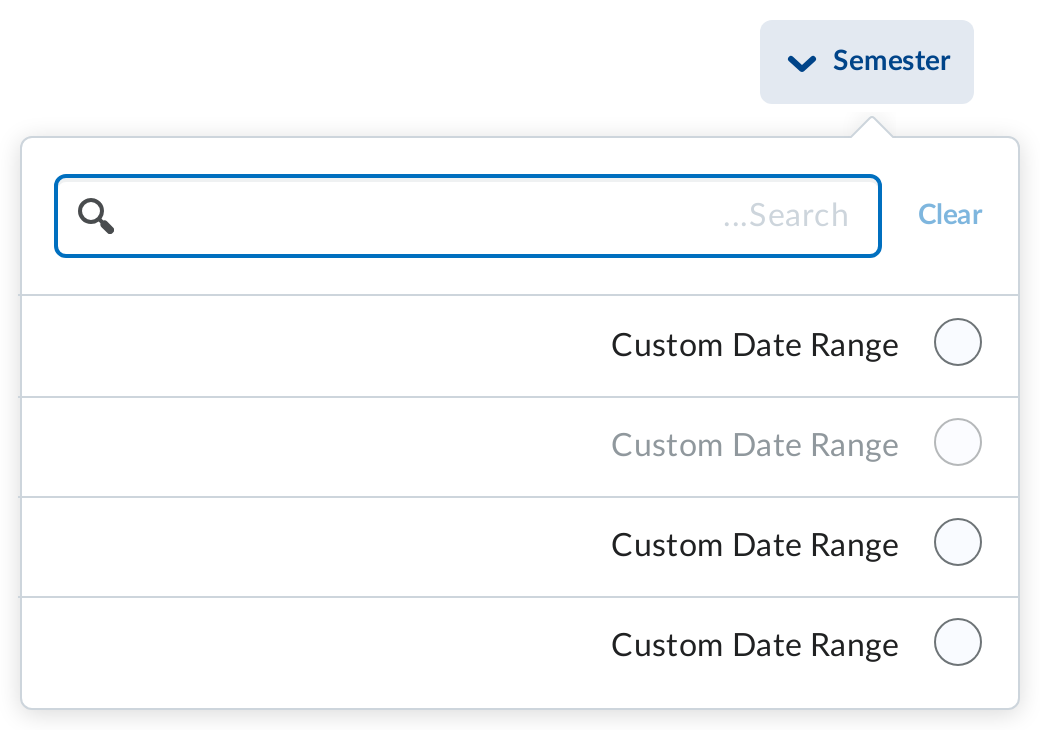 Semester
...Search
Clear
Custom Date Range
Custom Date Range
Custom Date Range
Custom Date Range